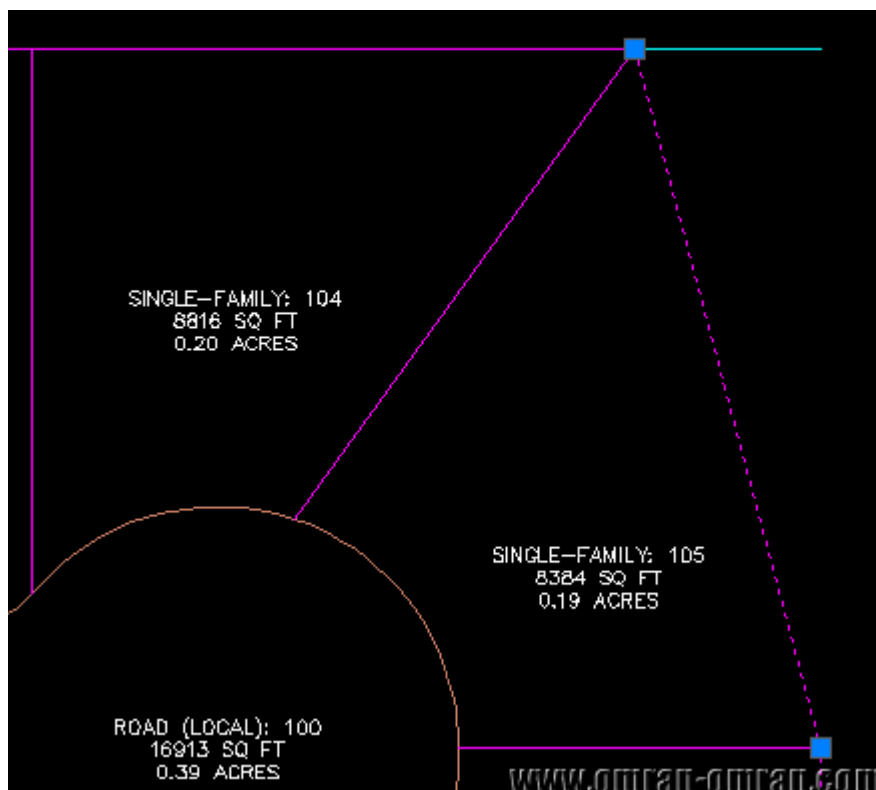 SINGLE-FAMILY: 104
8816 SQ FT
0.20 ACRES
SINGLE-FAMILY: 105
8384 SQ FT
0.19 ACRES
ROAD (LOCAL): 100
16913 SQ FT
0.39 ACRES
www.omran-omran.com